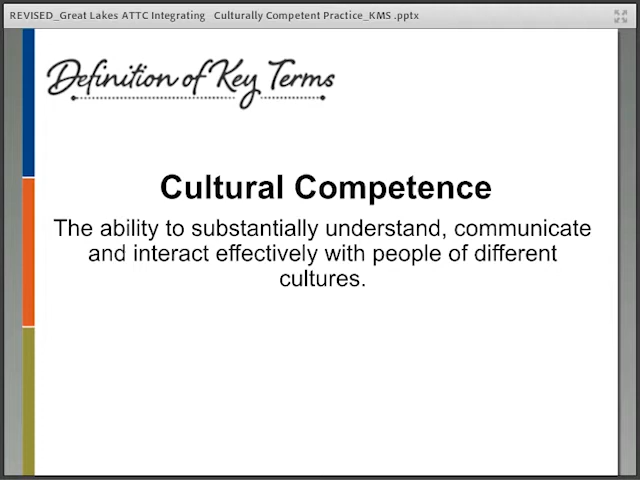 REVISED_Great Lakes ATTC Integrating Culturally Competent Practice_KMS .pptx
Definition of Key Terms
Cultural Competence
The ability to substantially understand, communicate
and interact effectively with people of different
cultures.